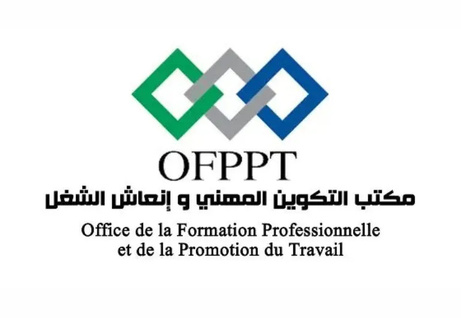 OFPPT
مكتب التكوين المهني و إنعاش الشغل
Office de la Formation Professionnelle
et de la Promotion du Travail